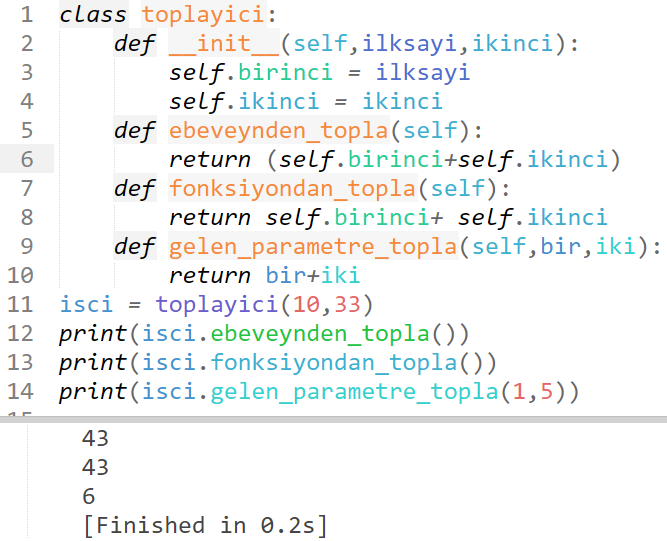 1 class toplayici:
2     def __init__(self,ilksayi,ikinci):
3         self.birinci = ilksayi
4         self.ikinci = ikinci
5     def ebeveynden_topla(self):
6         return (self.birinci+self.ikinci)
7     def fonksiyondan_topla(self):
8         return self.birinci+ self.ikinci
9     def gelen_parametre_topla(self,bir,iki):
10         return bir+iki
11 isci = toplayici(10,33)
12 print(isci.ebeveynden_topla())
13 print(isci.fonksiyondan_topla())
14 print(isci.gelen_parametre_topla(1,5))
43
43
6
[Finished in 0.2s]